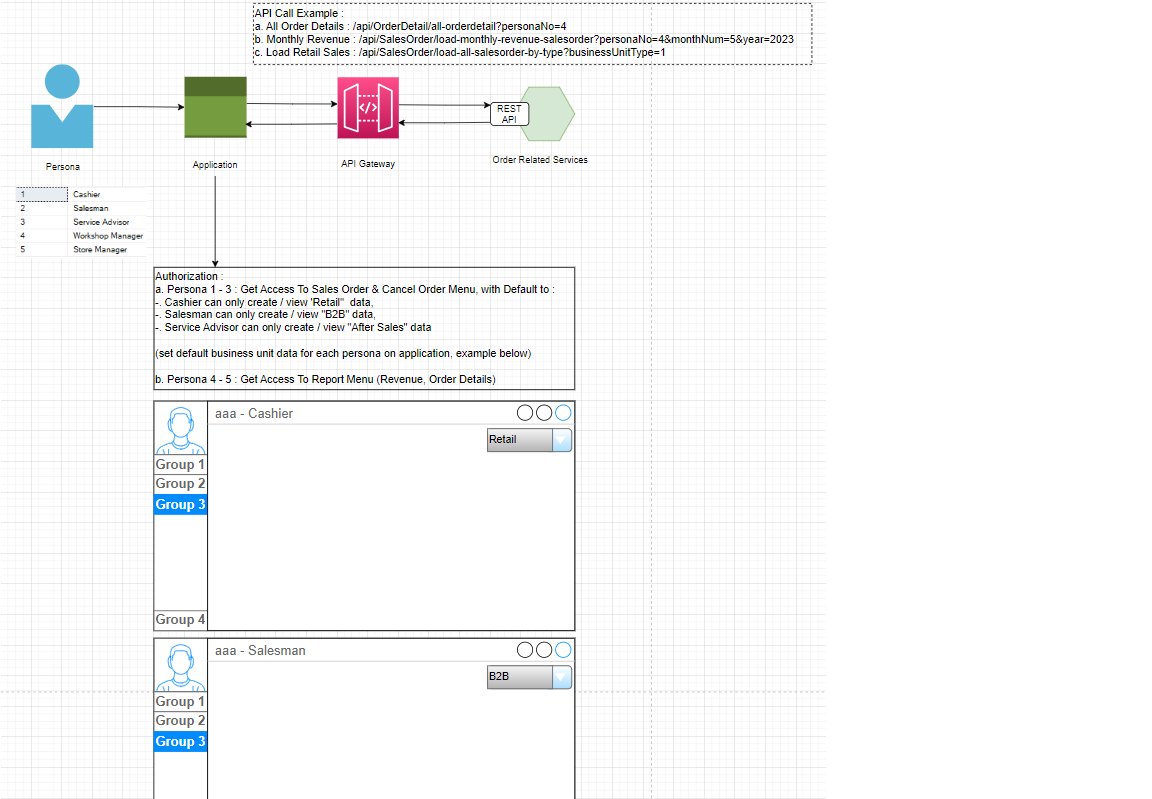 API Call Example :
a. All Order Details : /api/OrderDetail/all-orderdetail?personaNo=4
b. Monthly Revenue : /api/SalesOrder/load-monthly-revenue-salesorder?personaNo=4&monthNum=5&year=2023
c. Load Retail Sales : /api/SalesOrder/load-all-salesorder-by-type?businessUnitType=1
REST
API
Persona
Application
API Gateway
Order Related Services
1 Cashier
2 Salesman
3 Service Advisor
4 Workshop Manager
5 Store Manager
Authorization :
a. Persona 1 - 3 : Get Access To Sales Order & Cancel Order Menu, with Default to :
-. Cashier can only create / view 'Retail" data,
-. Salesman can only create / view "B2B" data,
-. Service Advisor can only create / view "After Sales" data
(set default business unit data for each persona on application, example below)
b. Persona 4 - 5 : Get Access To Report Menu (Revenue, Order Details)
aaa - Cashier
Retail
Group 1
Group 2
Group 3
Group 4
aaa - Salesman
B2B
Group 1
Group 2
Group 3